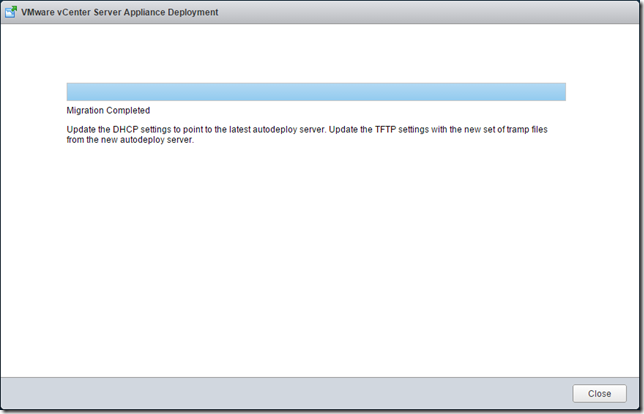 VMware vCenter Server Appliance Deployment
Migration Completed
Update the DHCP settings to point to the latest autodeploy server. Update the TFTP settings with the new set of tramp files
from the new autodeploy server.
Close